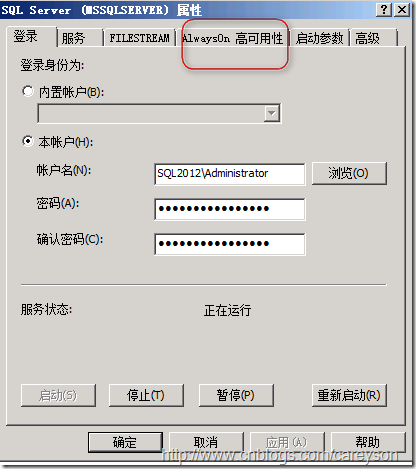 SQL Server (MSSQLSERVER) 属性
登录 服务 FILESTREAM AlwaysOn 高可用性 启动参数 高级
登录身份为:
内置帐户(B):
本帐户(H):
帐户名(N): SQL2012\Administrator 浏览(O)
密码(A): ●●●●●●●●●●●●●●●
确认密码(C): ●●●●●●●●●●●●●●●
服务状态: 正在运行
启动(S) 停止(T) 暂停(P) 重新启动(R)
确定 取消 应用(A) 帮助
http://www.cnblogs.com/careyson